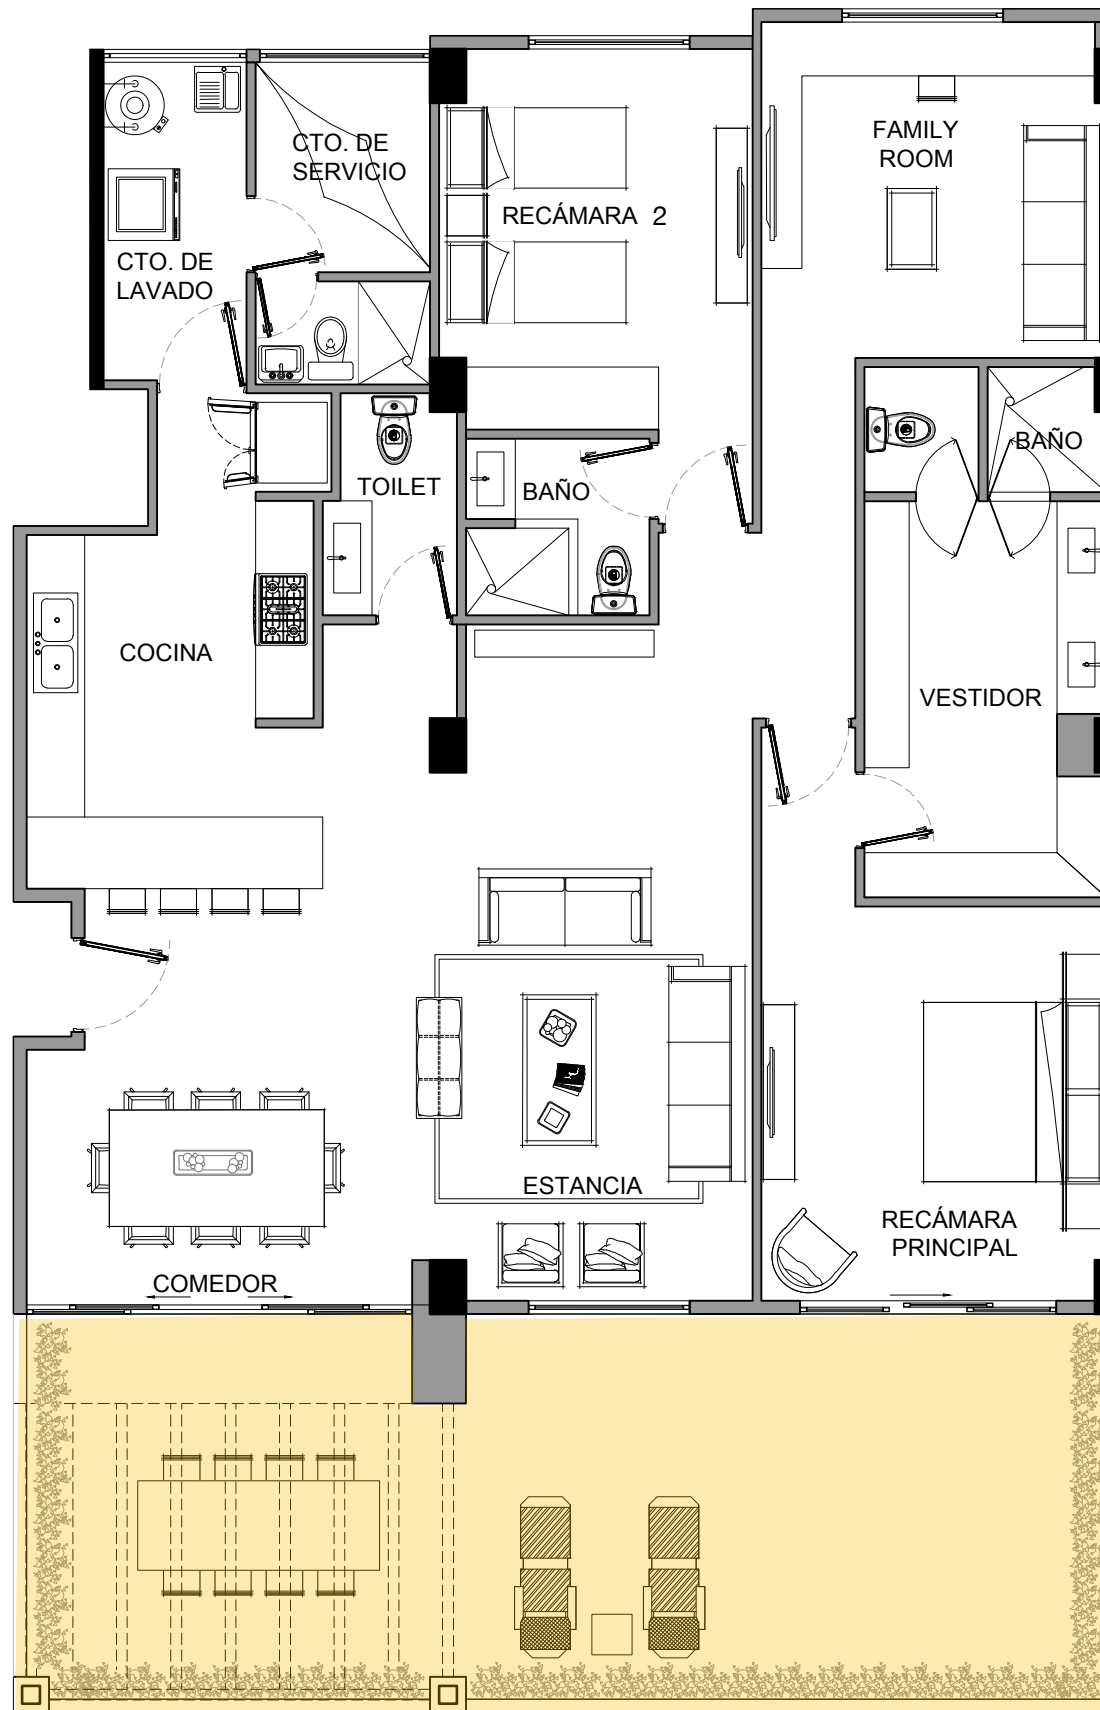 CTO. DE
SERVICIO
FAMILY
ROOM
RECÁMARA 2
CTO. DE
LAVADO
TOILET
BAÑO
BAÑO
COCINA
VESTIDOR
ESTANCIA
RECÁMARA
PRINCIPAL
COMEDOR